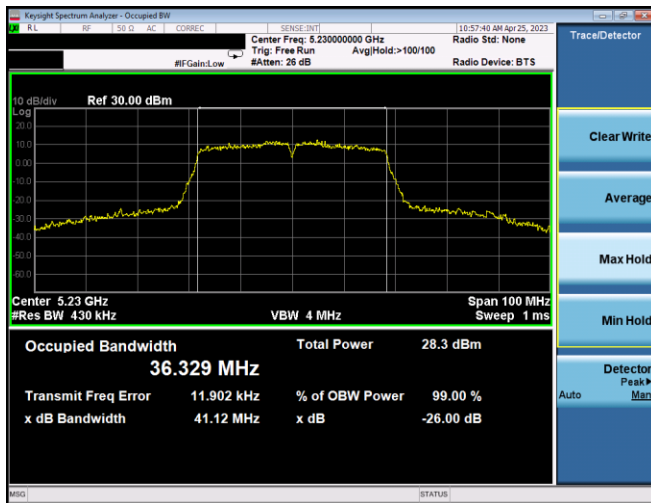 Keysight Spectrum Analyzer - Occupied BW
RL RF 50 Ω AC CORREC SENSE:INT 10:57:40 AM Apr 25, 2023
Center Freq: 5.230000000 GHz Radio Std: None
Trig: Free Run Avg|Hold:>100/100
#IFGain:Low #Atten: 26 dB Radio Device: BTS
Trace/Detector
10 dB/div Ref 30.00 dBm
Log
20.0
10.0
0.00
-10.0
-20.0
-30.0
-40.0
-50.0
-60.0
Center 5.23 GHz Span 100 MHz
#Res BW 430 kHz VBW 4 MHz Sweep 1 ms
Occupied Bandwidth Total Power 28.3 dBm
36.329 MHz
Transmit Freq Error 11.902 kHz % of OBW Power 99.00 %
x dB Bandwidth 41.12 MHz x dB -26.00 dB
Clear Write
Average
Max Hold
Min Hold
Detector
Peak▶
Auto Man
MSG STATUS